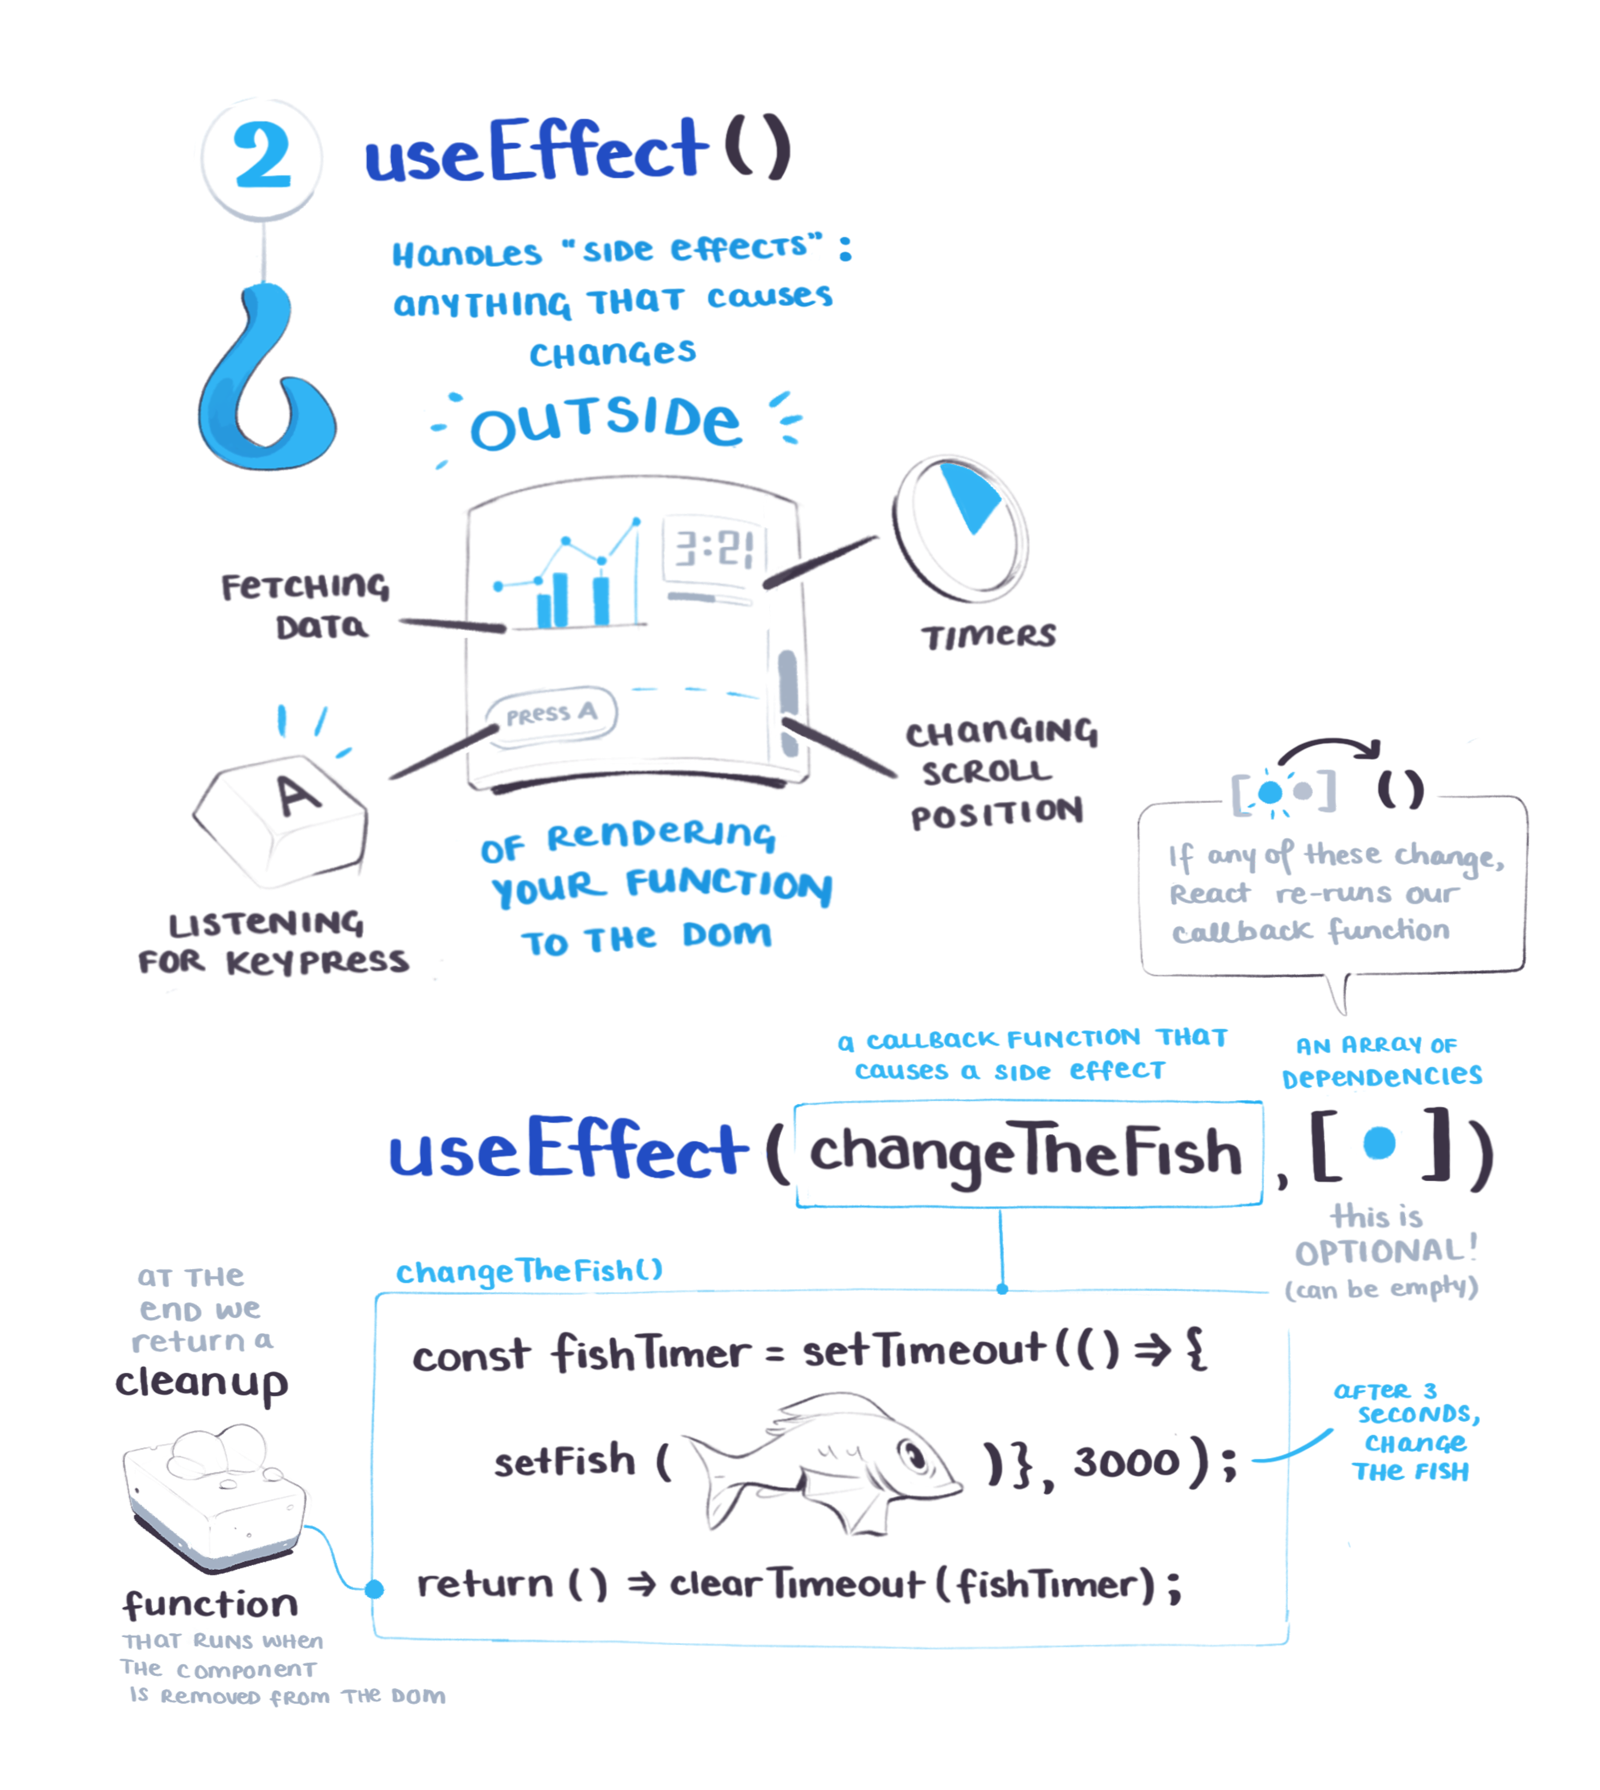 2
useEffect()
Handles "side effects":
anything that causes
changes
OUTSIDE
3:21
Fetching
Data
Timers
Press A
A
Listening
for keypress
Changing
scroll
position
of rendering
your function
to the DOM
[ ] ()
If any of these change,
React re-runs our
callback function
a callback function that
causes a side effect
an array of
dependencies
useEffect(changeTheFish, [ ])
this is
OPTIONAL!
(can be empty)
changeTheFish()
const fishTimer = setTimeout(() => {
setFish( )}, 3000);
return () => clearTimeout(fishTimer);
after 3
seconds,
change
the fish
at the
end we
return a
cleanup
function
that runs when
the component
is removed from the DOM